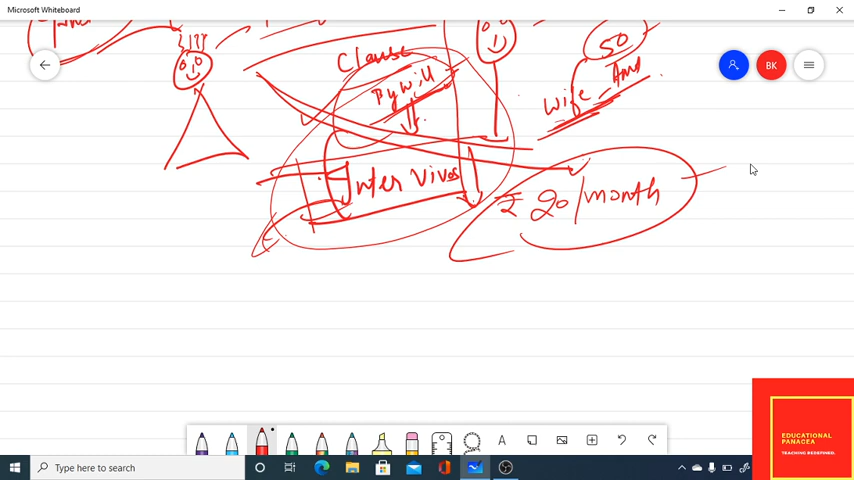 Microsoft Whiteboard
BK
Clause
By Will
50
Wife - And
Inter Vivos
₹ 20/month
EDUCATIONAL
PANACEA
TEACHING REDEFINED.
Type here to search